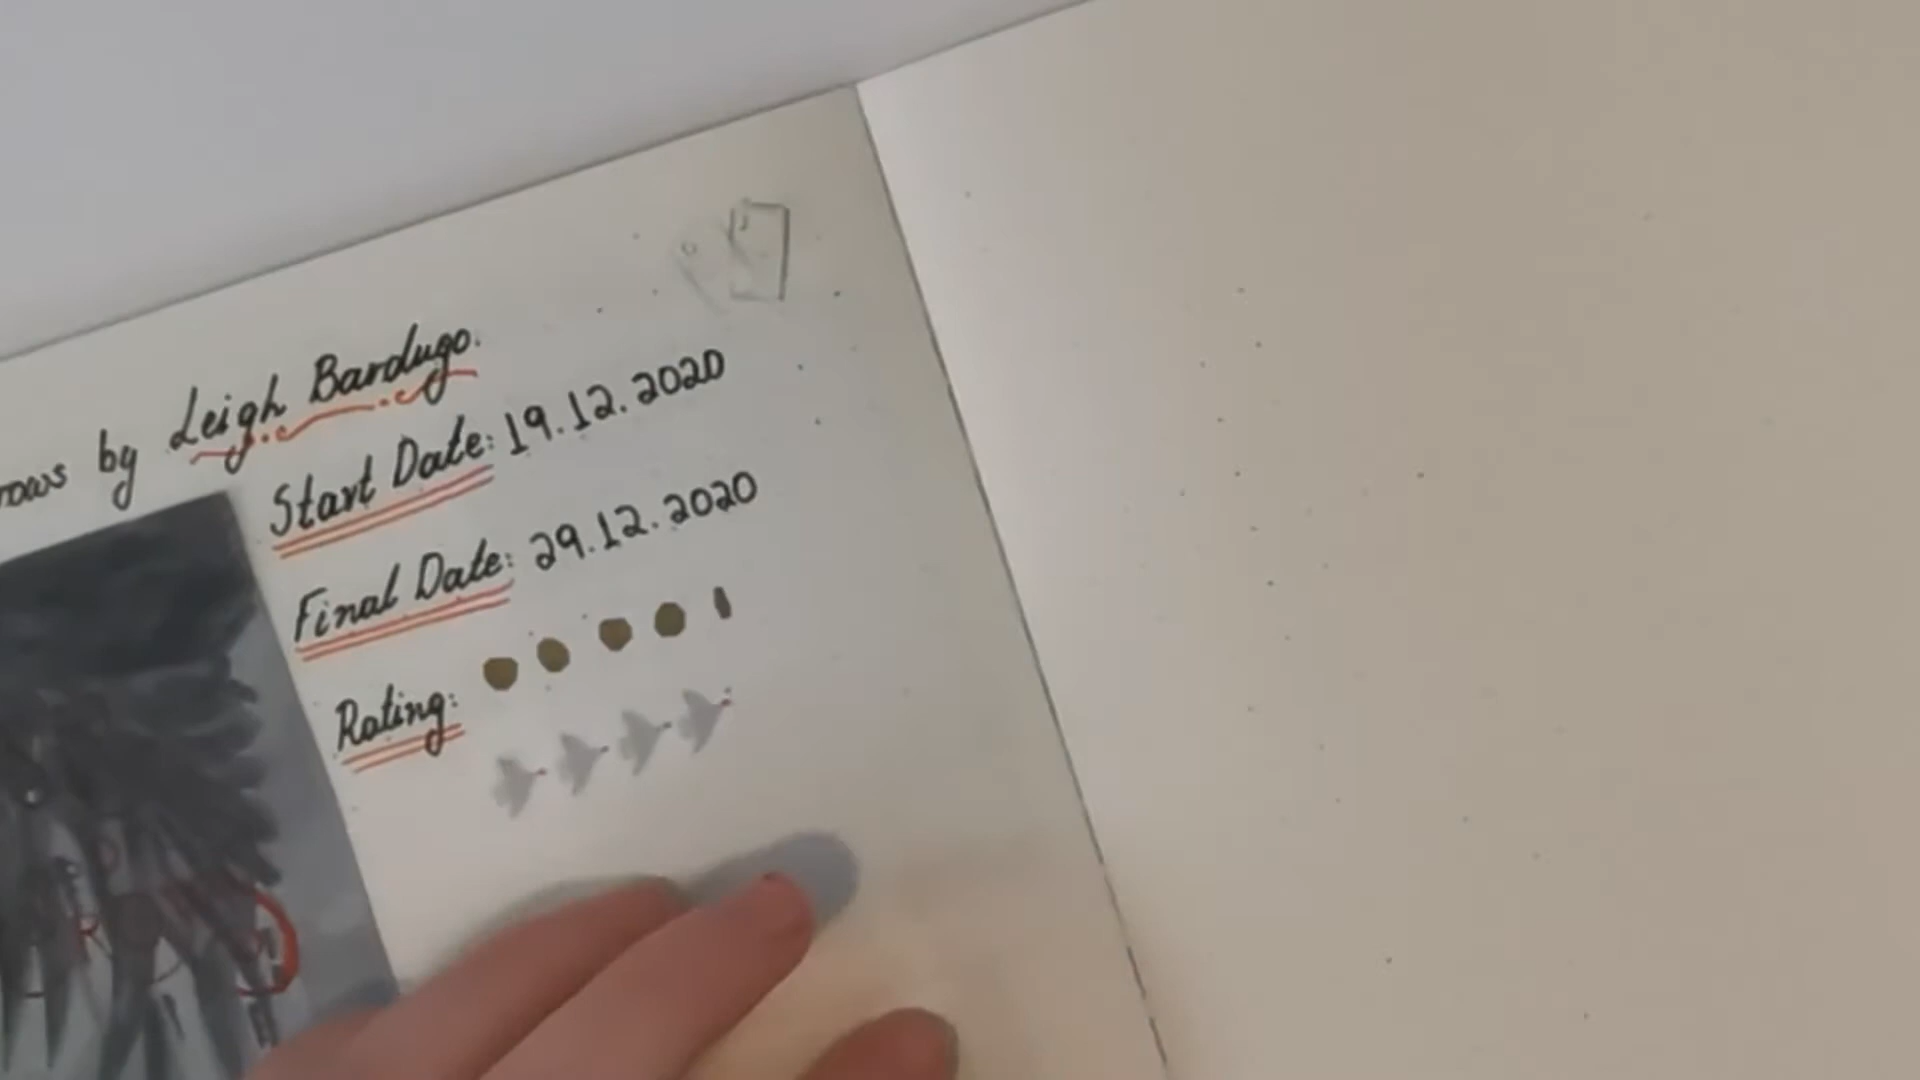 by Leigh Bardugo.
Start Date: 19.12.2020
Final Date: 29.12.2020
Rating: